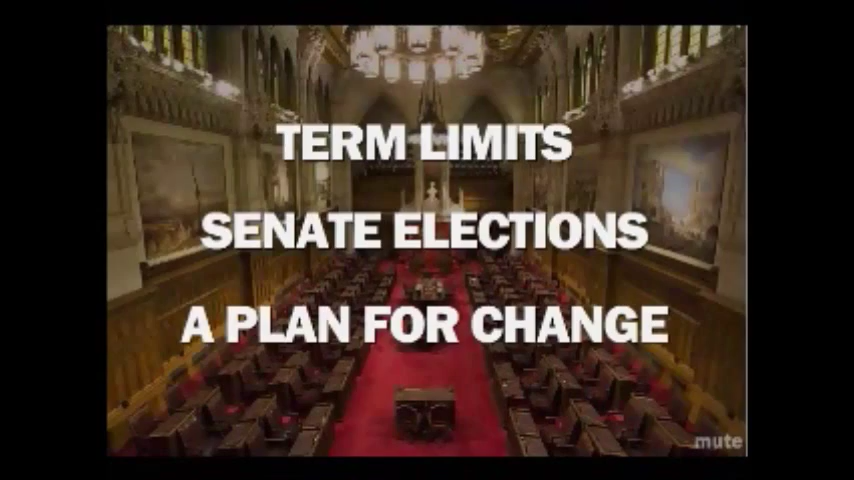 TERM LIMITS
SENATE ELECTIONS
A PLAN FOR CHANGE
mute